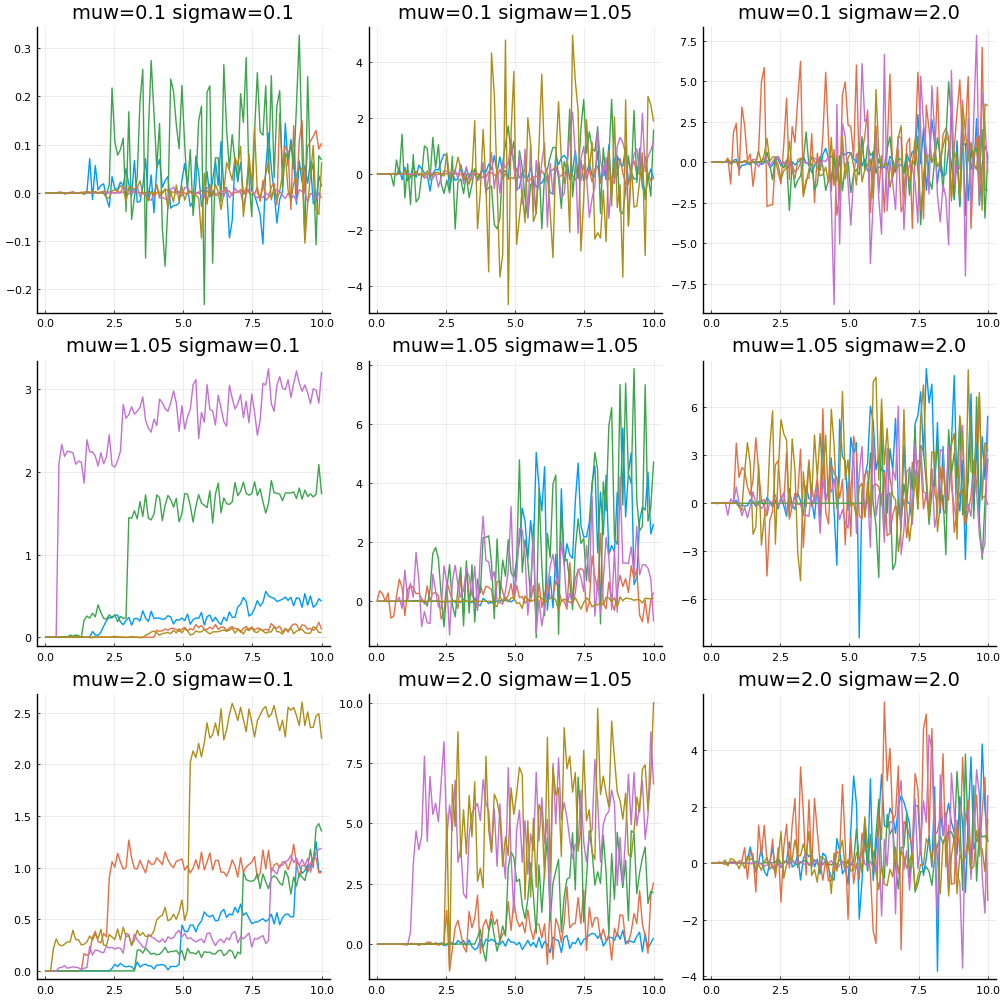 muw=0.1 sigmaw=0.1
0.3
0.2
0.1
0.0
−0.1
−0.2
0.0 2.5 5.0 7.5 10.0
muw=0.1 sigmaw=1.05
4
2
0
−2
−4
0.0 2.5 5.0 7.5 10.0
muw=0.1 sigmaw=2.0
7.5
5.0
2.5
0.0
−2.5
−5.0
−7.5
0.0 2.5 5.0 7.5 10.0
muw=1.05 sigmaw=0.1
3
2
1
0
0.0 2.5 5.0 7.5 10.0
muw=1.05 sigmaw=1.05
8
6
4
2
0
0.0 2.5 5.0 7.5 10.0
muw=1.05 sigmaw=2.0
6
3
0
−3
−6
0.0 2.5 5.0 7.5 10.0
muw=2.0 sigmaw=0.1
2.5
2.0
1.5
1.0
0.5
0.0
0.0 2.5 5.0 7.5 10.0
muw=2.0 sigmaw=1.05
10.0
7.5
5.0
2.5
0.0
0.0 2.5 5.0 7.5 10.0
muw=2.0 sigmaw=2.0
4
2
0
−2
−4
0.0 2.5 5.0 7.5 10.0